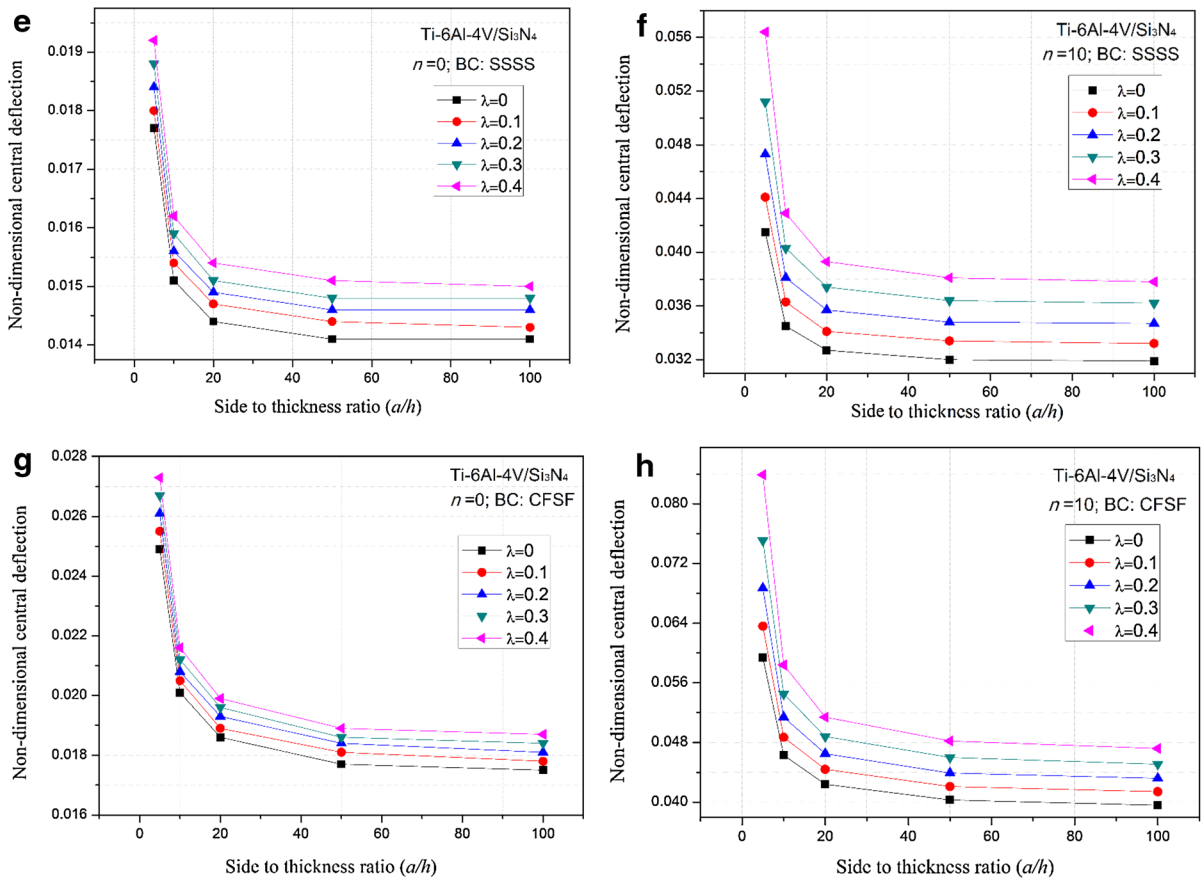 e
Non-dimensional central deflection
0.019
0.018
0.017
0.016
0.015
0.014
Ti-6Al-4V/Si₃N₄
n=0; BC: SSSS
λ=0
λ=0.1
λ=0.2
λ=0.3
λ=0.4
0 20 40 60 80 100
Side to thickness ratio (a/h)
f
Non-dimensional central deflection
0.056
0.052
0.048
0.044
0.040
0.036
0.032
Ti-6Al-4V/Si₃N₄
n=10; BC: SSSS
λ=0
λ=0.1
λ=0.2
λ=0.3
λ=0.4
0 20 40 60 80 100
Side to thickness ratio (a/h)
g
Non-dimensional central deflection
0.028
0.026
0.024
0.022
0.020
0.018
0.016
Ti-6Al-4V/Si₃N₄
n=0; BC: CFSF
λ=0
λ=0.1
λ=0.2
λ=0.3
λ=0.4
0 20 40 60 80 100
Side to thickness ratio (a/h)
h
Non-dimensional central deflection
0.080
0.072
0.064
0.056
0.048
0.040
Ti-6Al-4V/Si₃N₄
n=10; BC: CFSF
λ=0
λ=0.1
λ=0.2
λ=0.3
λ=0.4
0 20 40 60 80 100
Side to thickness ratio (a/h)